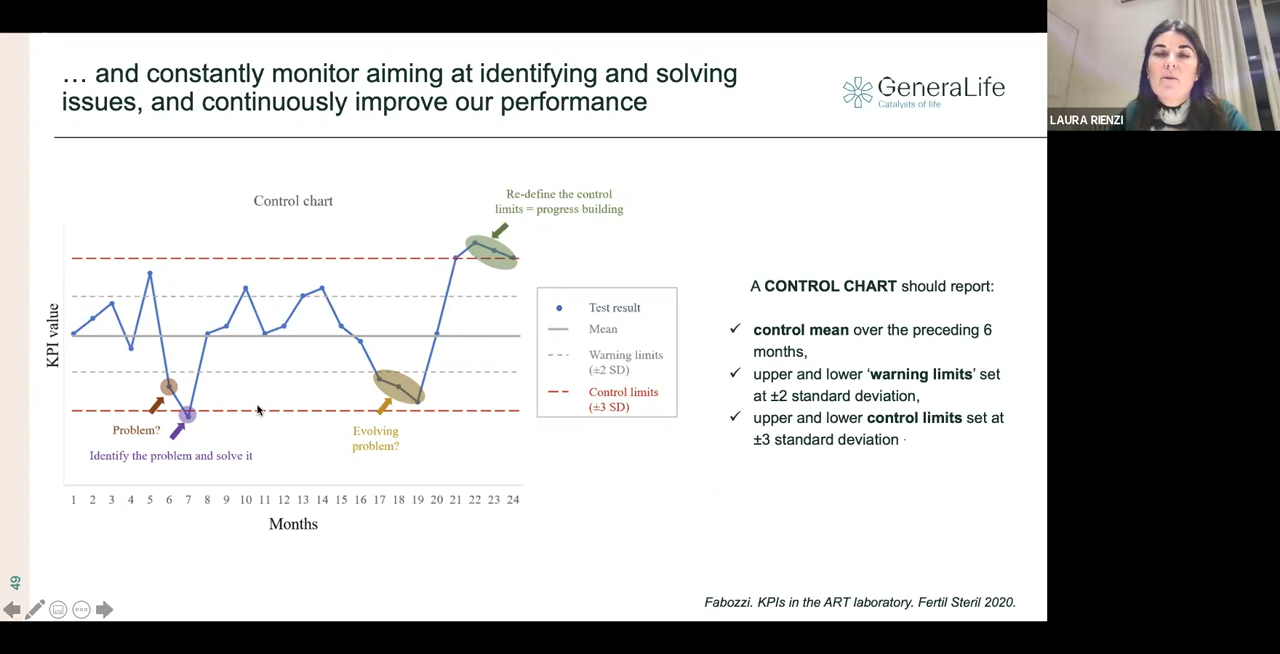 … and constantly monitor aiming at identifying and solving
issues, and continuously improve our performance
GeneraLife
Catalysts of life
LAURA RIENZI
Control chart
Re-define the control
limits = progress building
KPI value
Problem?
Identify the problem and solve it
Evolving
problem?
Test result
Mean
Warning limits
(±2 SD)
Control limits
(±3 SD)
1 2 3 4 5 6 7 8 9 10 11 12 13 14 15 16 17 18 19 20 21 22 23 24
Months
A CONTROL CHART should report:
✓ control mean over the preceding 6
months,
✓ upper and lower ‘warning limits’ set
at ±2 standard deviation,
✓ upper and lower control limits set at
±3 standard deviation .
49
Fabozzi. KPIs in the ART laboratory. Fertil Steril 2020.